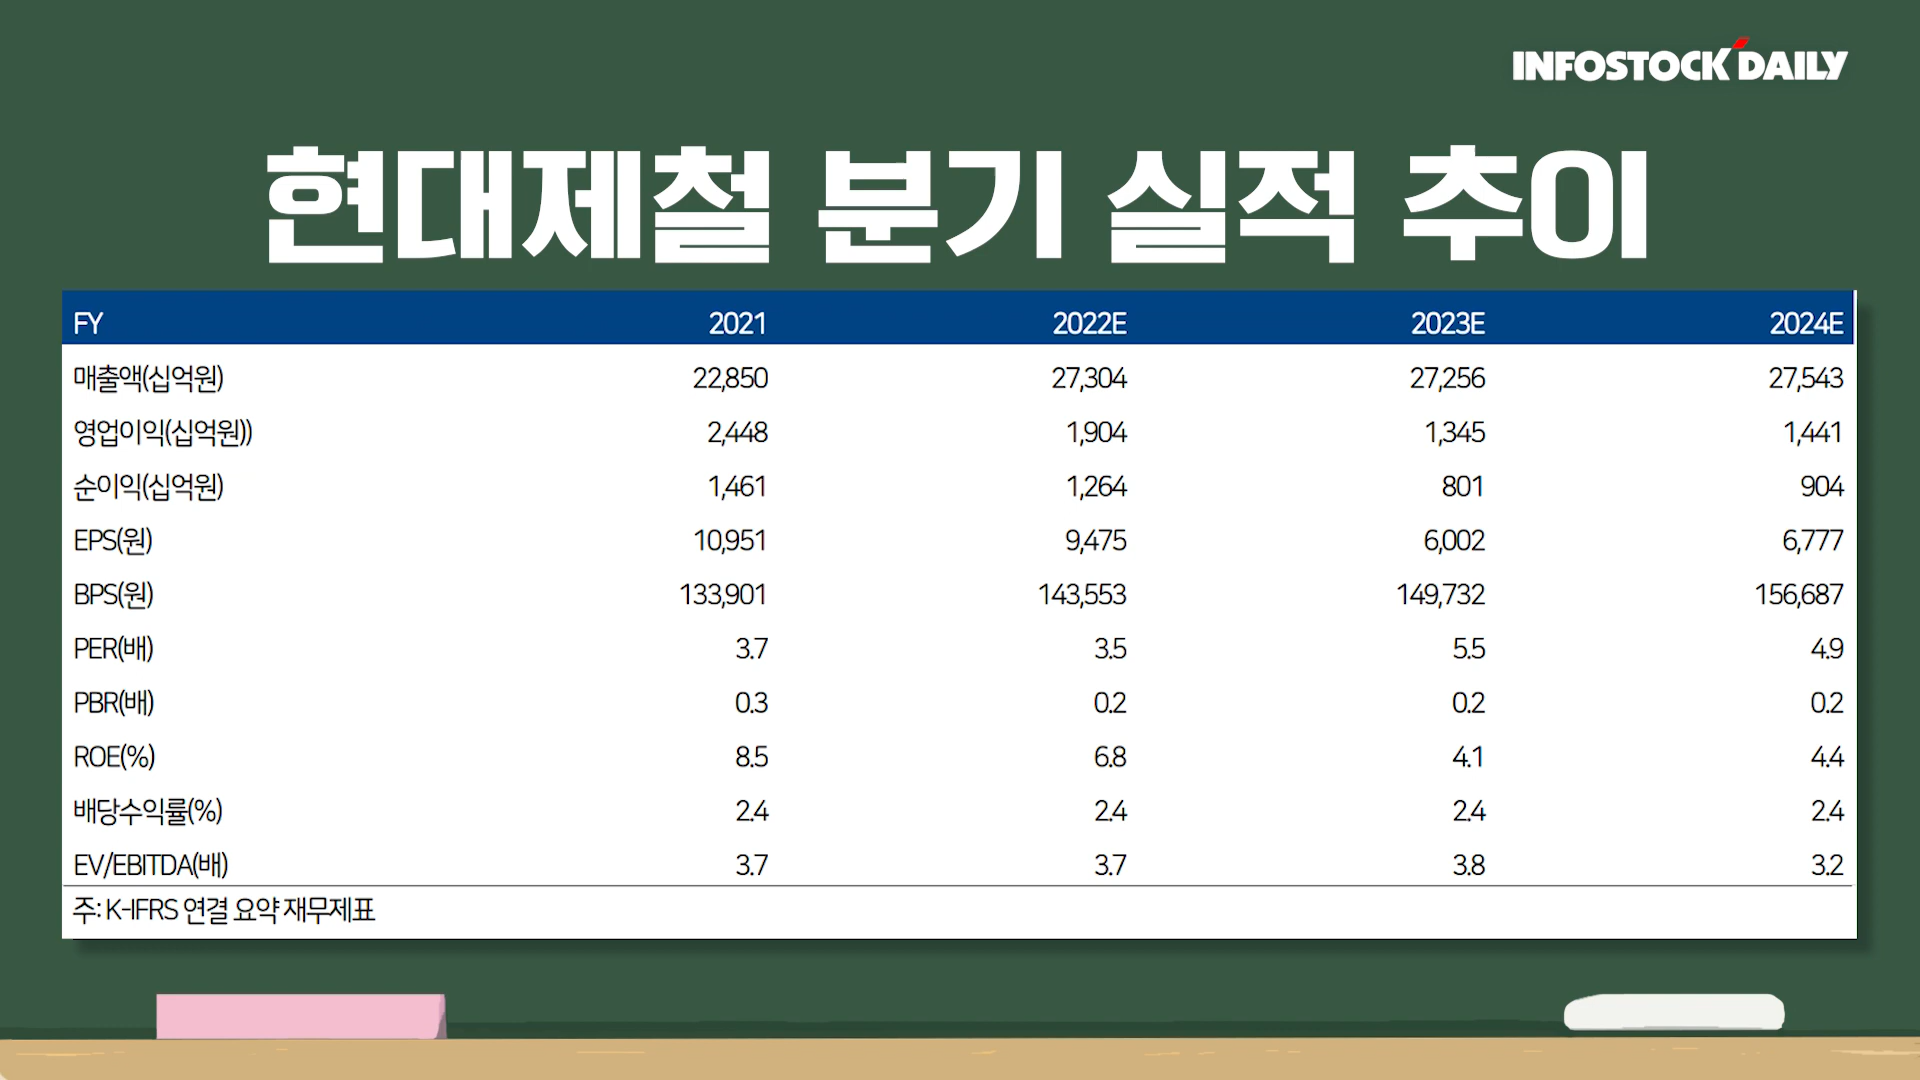 INFOSTOCK DAILY
현대제철 분기 실적 추이
FY 2021 2022E 2023E 2024E
매출액(십억원) 22,850 27,304 27,256 27,543
영업이익(십억원)) 2,448 1,904 1,345 1,441
순이익(십억원) 1,461 1,264 801 904
EPS(원) 10,951 9,475 6,002 6,777
BPS(원) 133,901 143,553 149,732 156,687
PER(배) 3.7 3.5 5.5 4.9
PBR(배) 0.3 0.2 0.2 0.2
ROE(%) 8.5 6.8 4.1 4.4
배당수익률(%) 2.4 2.4 2.4 2.4
EV/EBITDA(배) 3.7 3.7 3.8 3.2
주: K-IFRS 연결 요약 재무제표